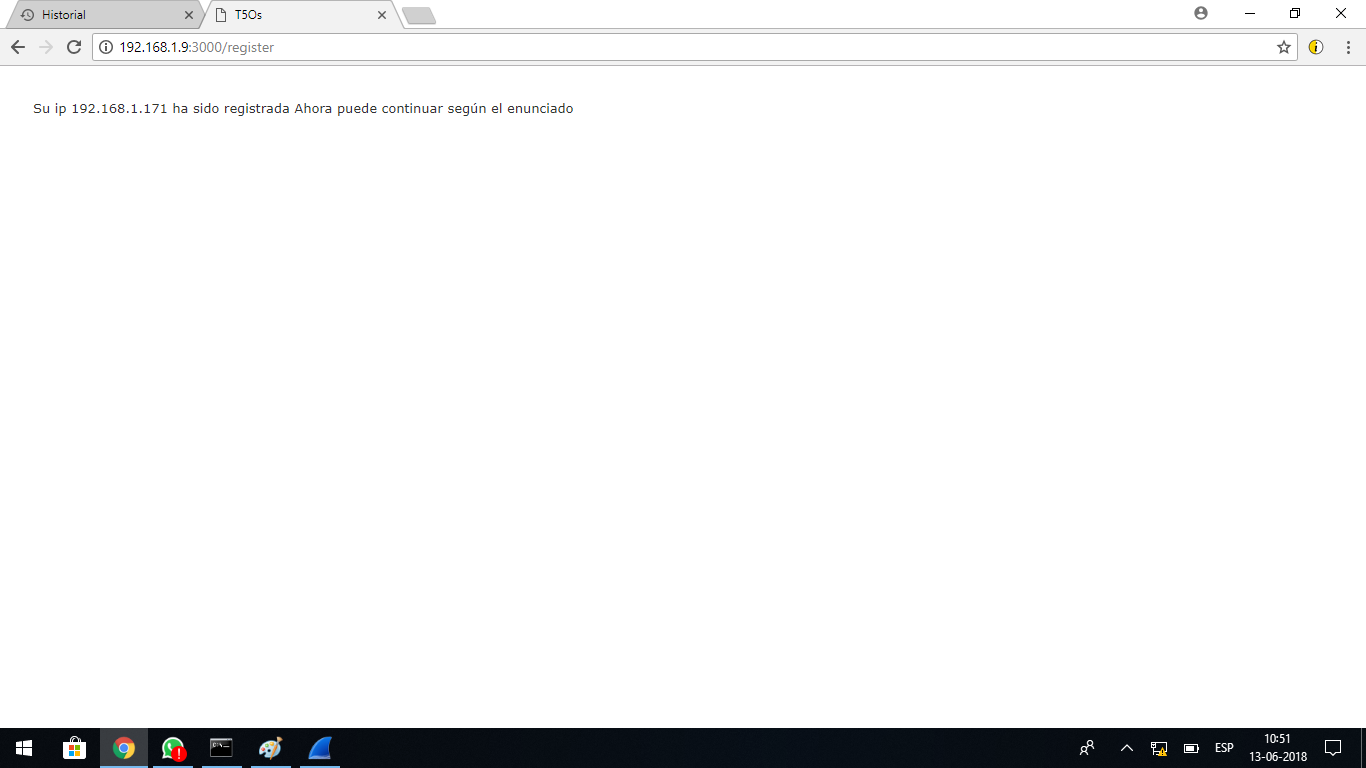 Historial
T5Os
192.168.1.9:3000/register
Su ip 192.168.1.171 ha sido registrada Ahora puede continuar según el enunciado
ESP
10:51
13-06-2018